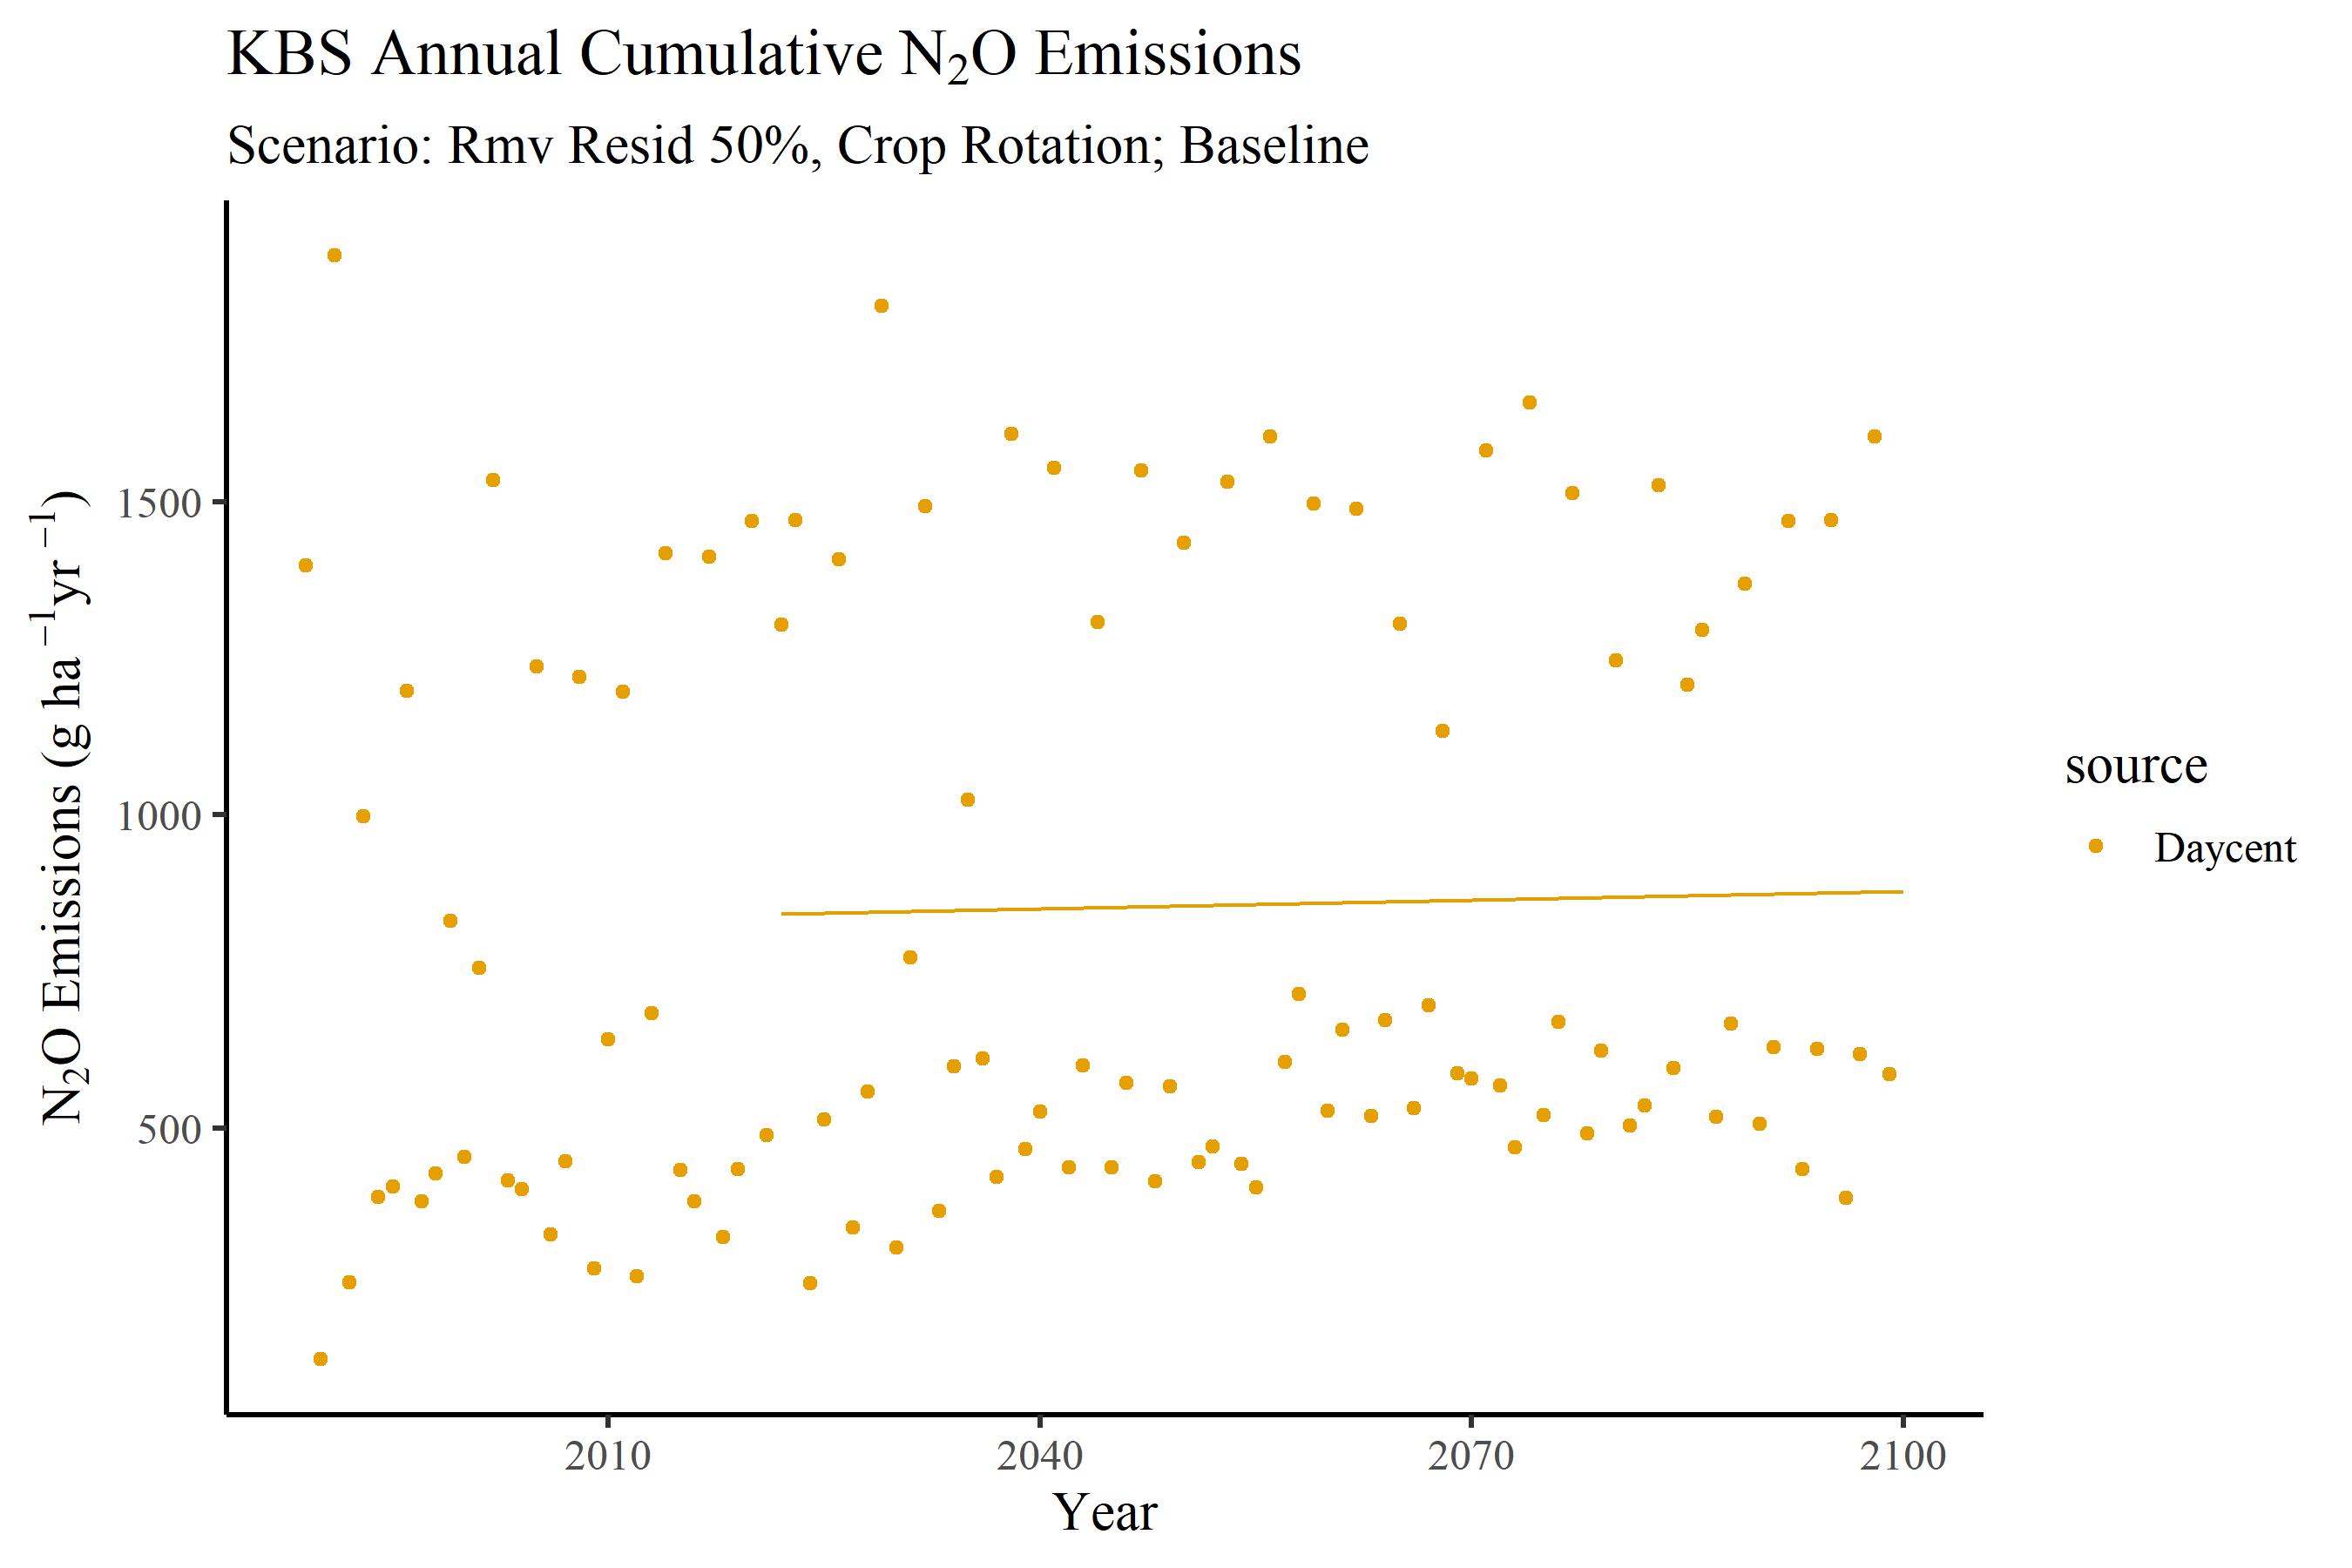 KBS Annual Cumulative N₂O Emissions
Scenario: Rmv Resid 50%, Crop Rotation; Baseline
N₂O Emissions (g ha ⁻¹yr ⁻¹)
1500
1000
500
2010
2040
2070
2100
Year
source
Daycent